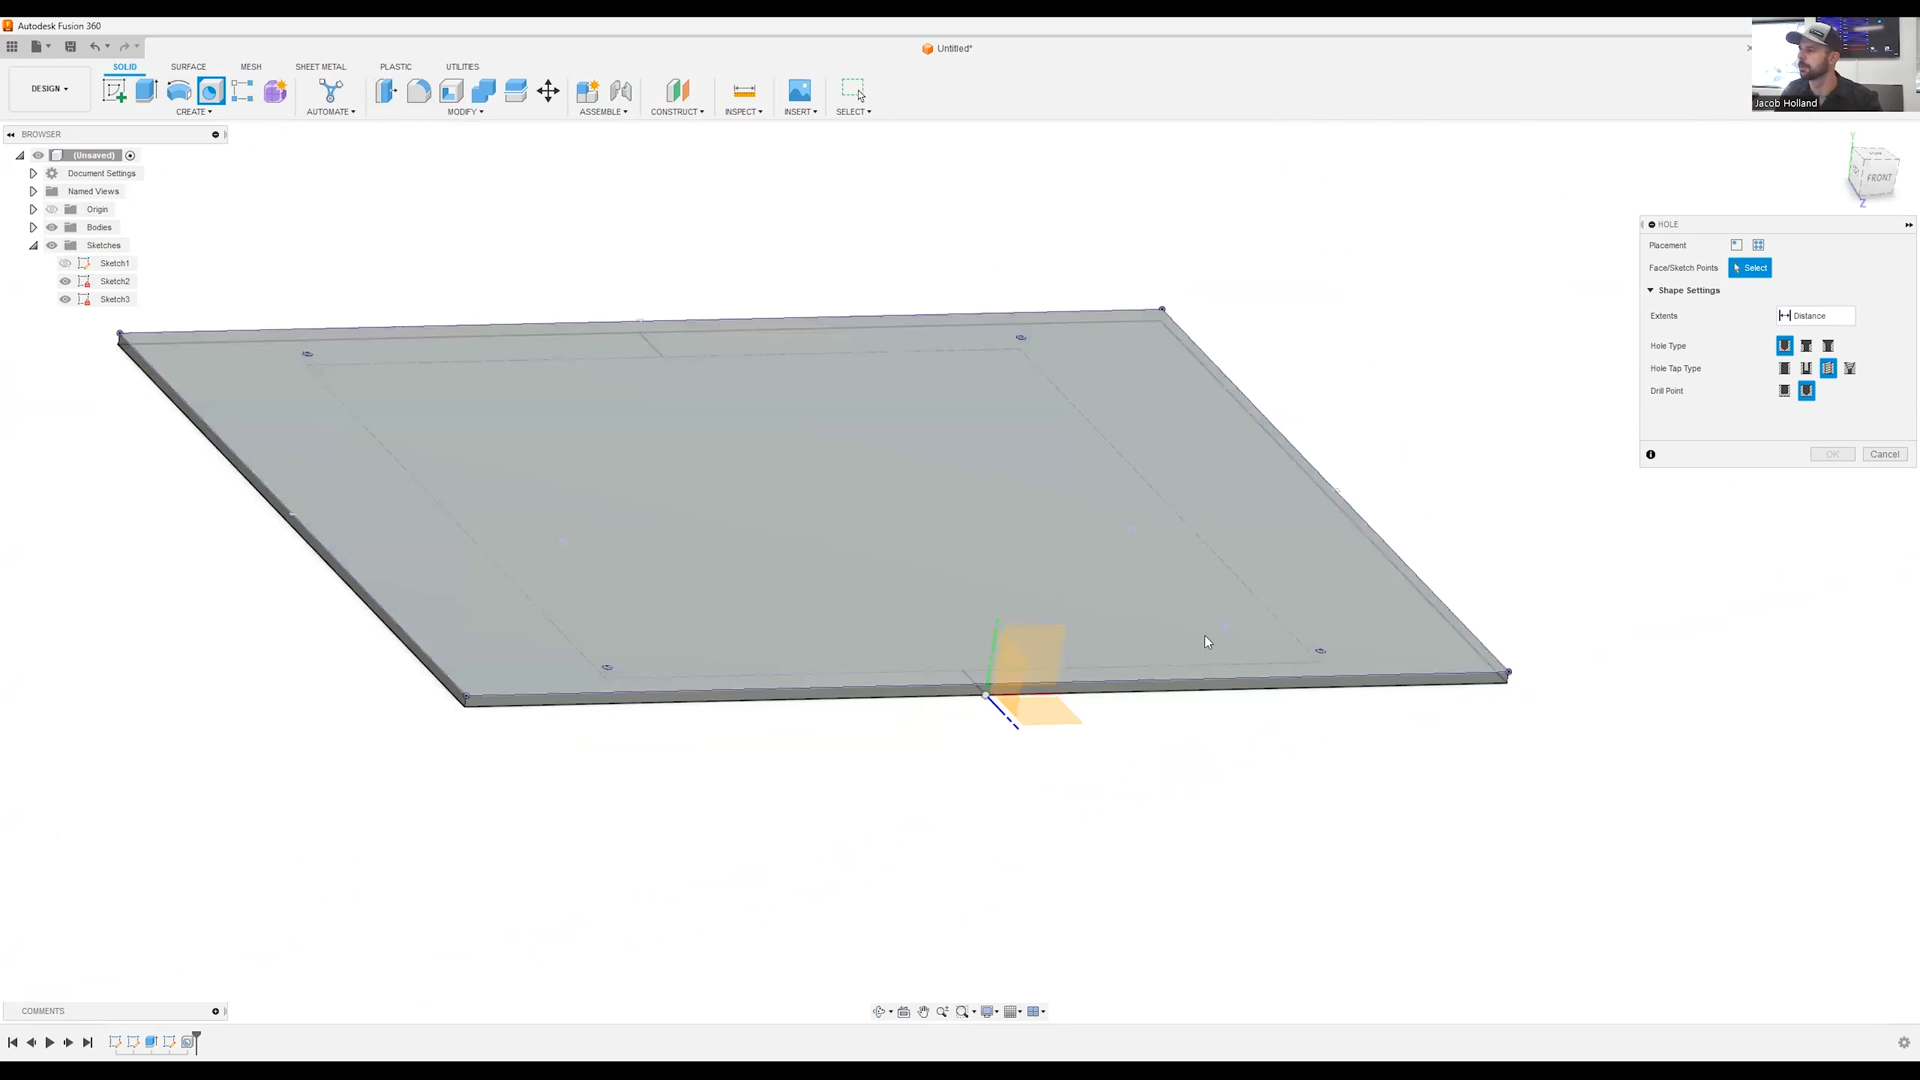 Autodesk Fusion 360
Untitled*
Jacob Holland
DESIGN
SOLID
SURFACE
MESH
SHEET METAL
PLASTIC
UTILITIES
CREATE
AUTOMATE
MODIFY
ASSEMBLE
CONSTRUCT
INSPECT
INSERT
SELECT
BROWSER
(Unsaved)
Document Settings
Named Views
Origin
Bodies
Sketches
Sketch1
Sketch2
Sketch3
Y
FRONT
Z
HOLE
Placement
Face/Sketch Points
Select
Shape Settings
Extents
Distance
Hole Type
Hole Tap Type
Drill Point
OK
Cancel
COMMENTS